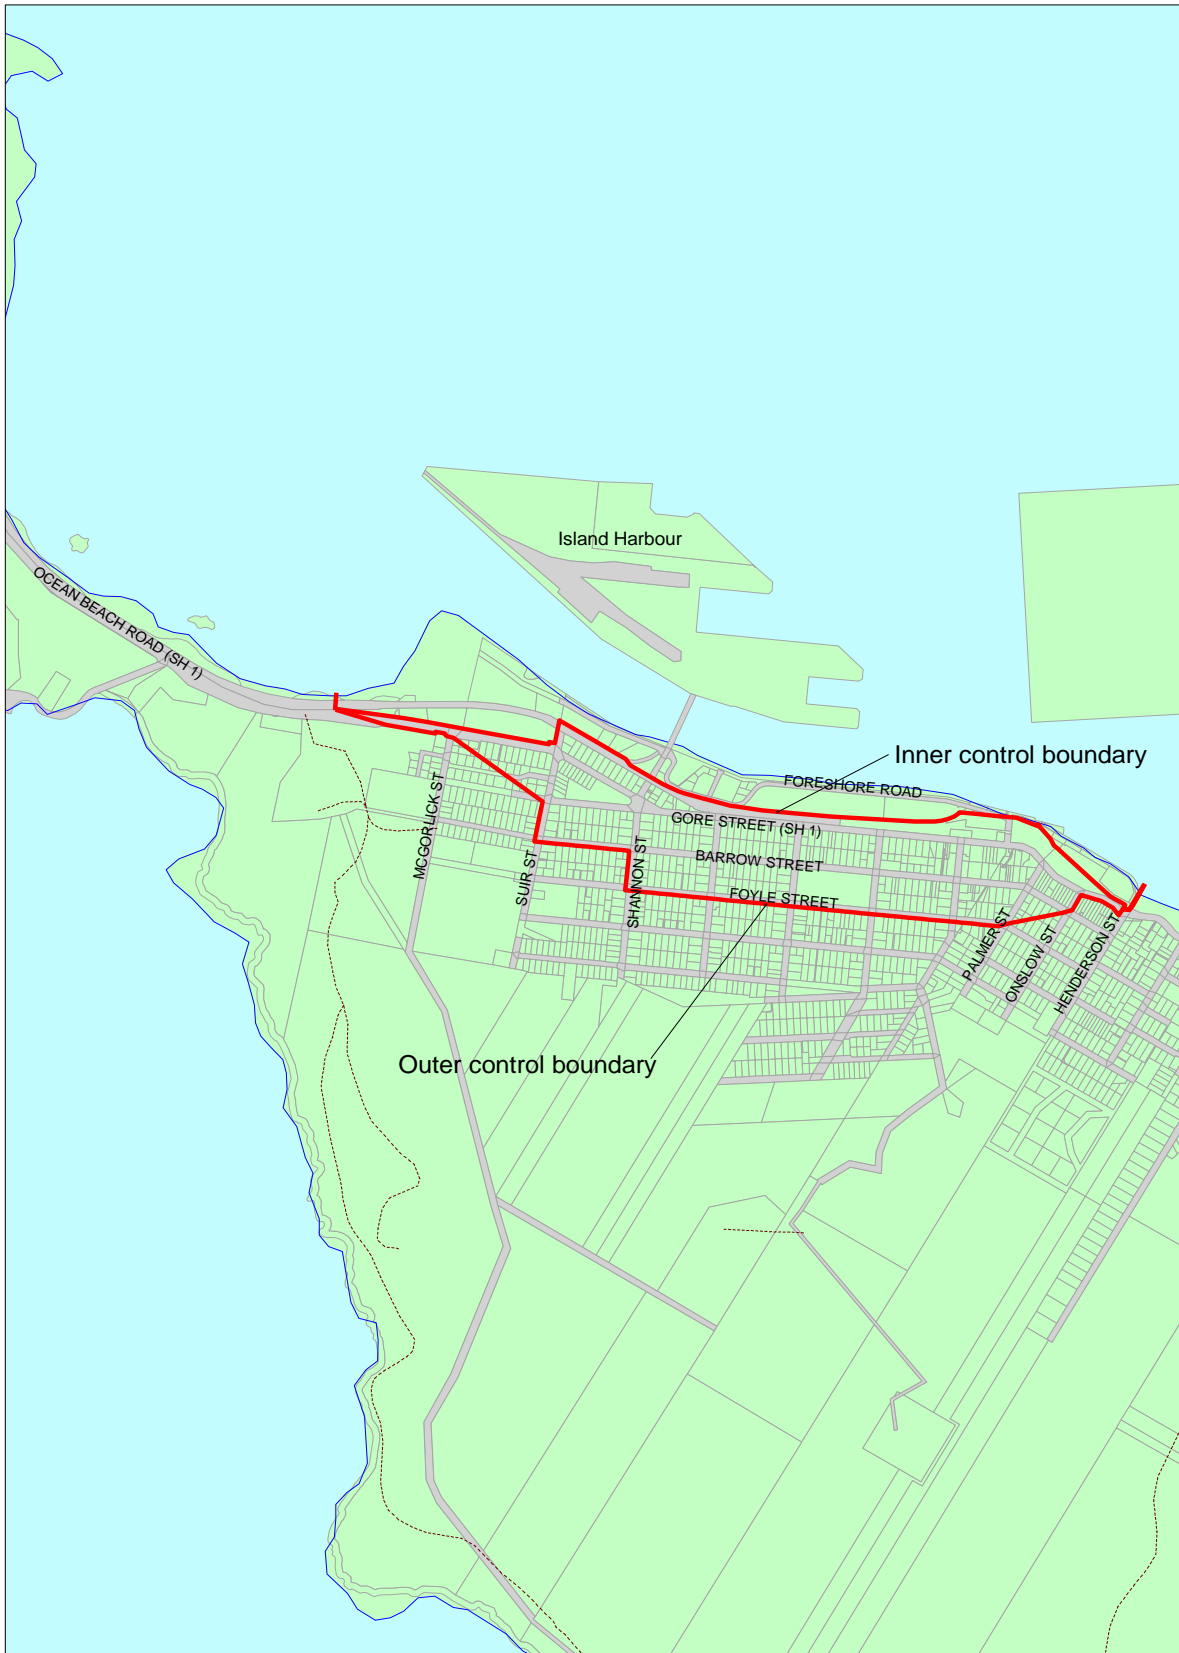 Island Harbour
OCEAN BEACH ROAD (SH 1)
Inner control boundary
FORESHORE ROAD
MCGORLICK ST
GORE STREET (SH 1)
SUIR ST
SHANNON ST
BARROW STREET
FOYLE STREET
PALMER ST
ONSLOW ST
HENDERSON ST
Outer control boundary